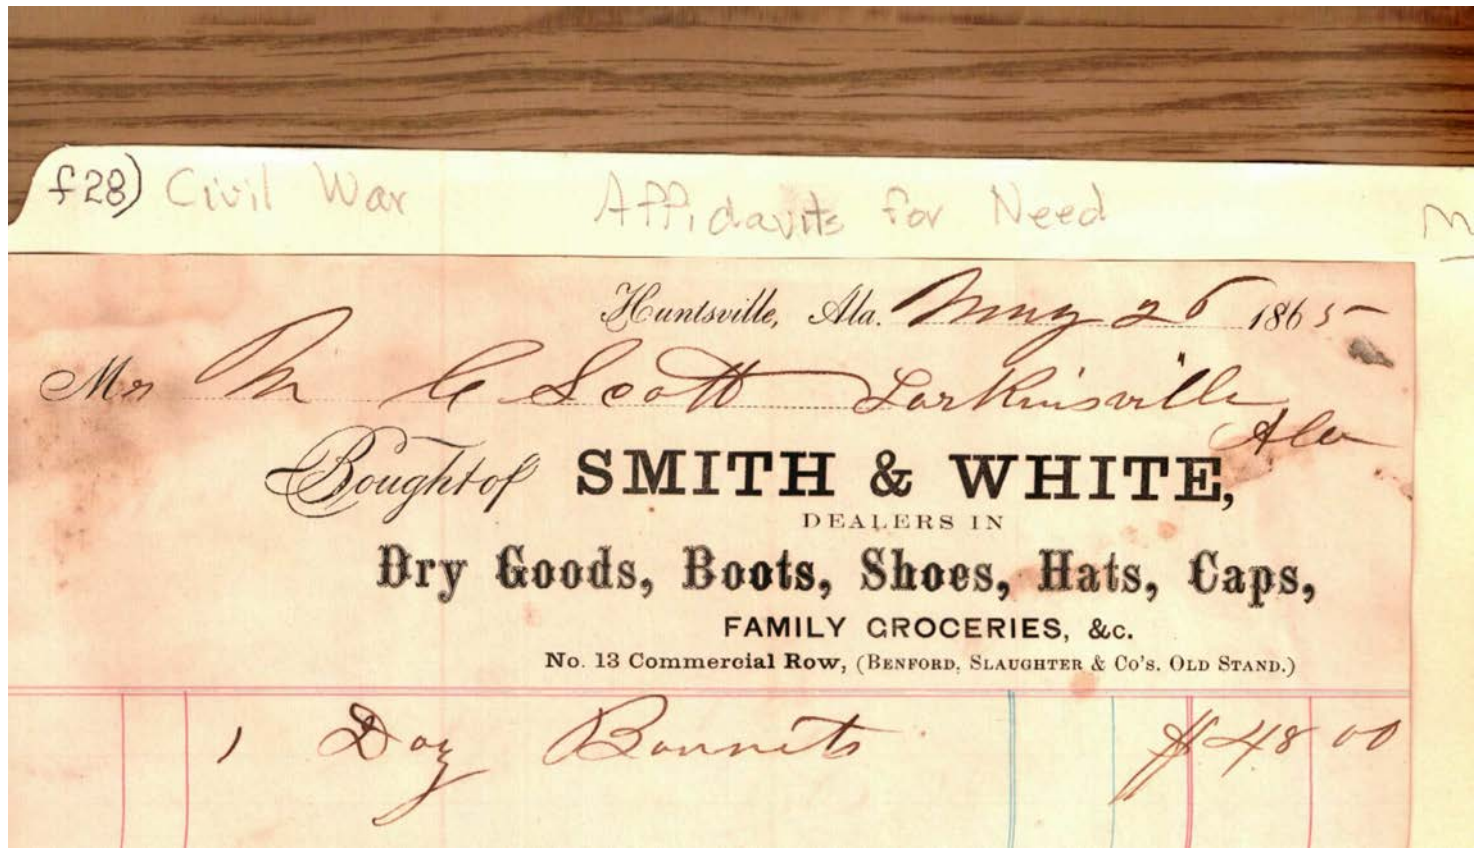 f28) Civil War Affidavits for Need M
Huntsville, Ala. May 26 1865
Mr M C Scott Larkinsville
Ala
Bought of SMITH & WHITE,
DEALERS IN
Dry Goods, Boots, Shoes, Hats, Caps,
FAMILY GROCERIES, &c.
No. 13 Commercial Row, (BENFORD, SLAUGHTER & CO'S. OLD STAND.)
1 Doz Bonnets $48 00